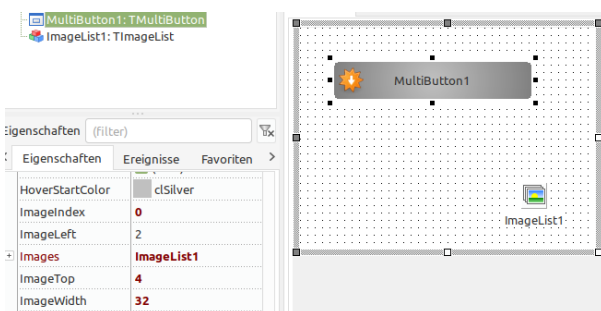 MultiButton1: TMultiButton
ImageList1: TImageList
Eigenschaften (filter)
Eigenschaften Ereignisse Favoriten
HoverStartColor clSilver
ImageIndex 0
ImageLeft 2
Images ImageList1
ImageTop 4
ImageWidth 32
MultiButton1
ImageList1